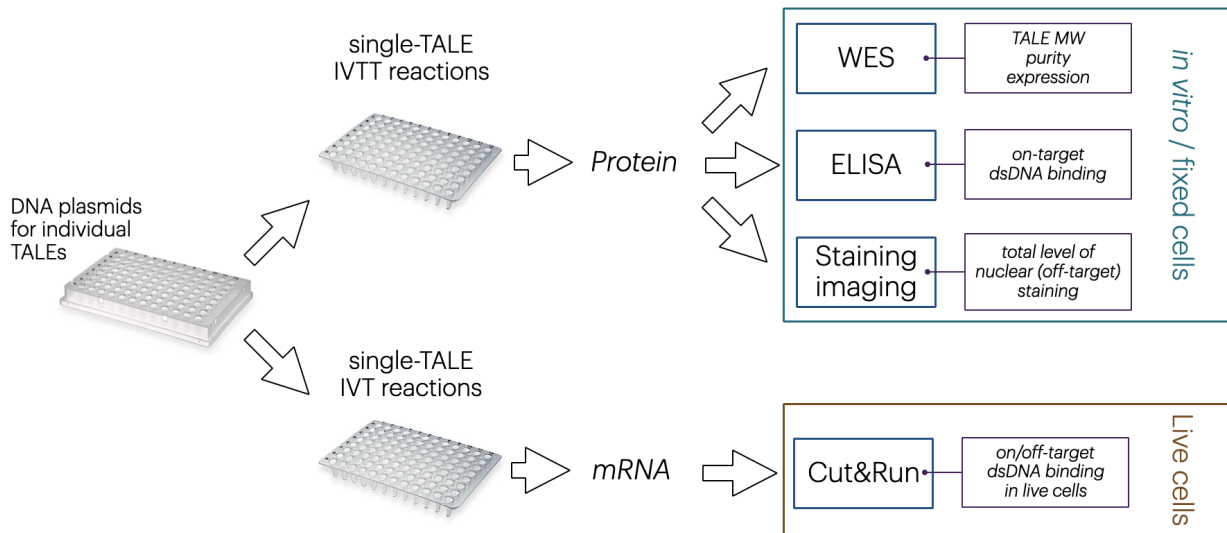 DNA plasmids
for individual
TALEs
single-TALE
IVTT reactions
Protein
WES
TALE MW
purity
expression
ELISA
on-target
dsDNA binding
Staining
imaging
total level of
nuclear (off-target)
staining
in vitro / fixed cells
single-TALE
IVT reactions
mRNA
Cut&Run
on/off-target
dsDNA binding
in live cells
Live cells